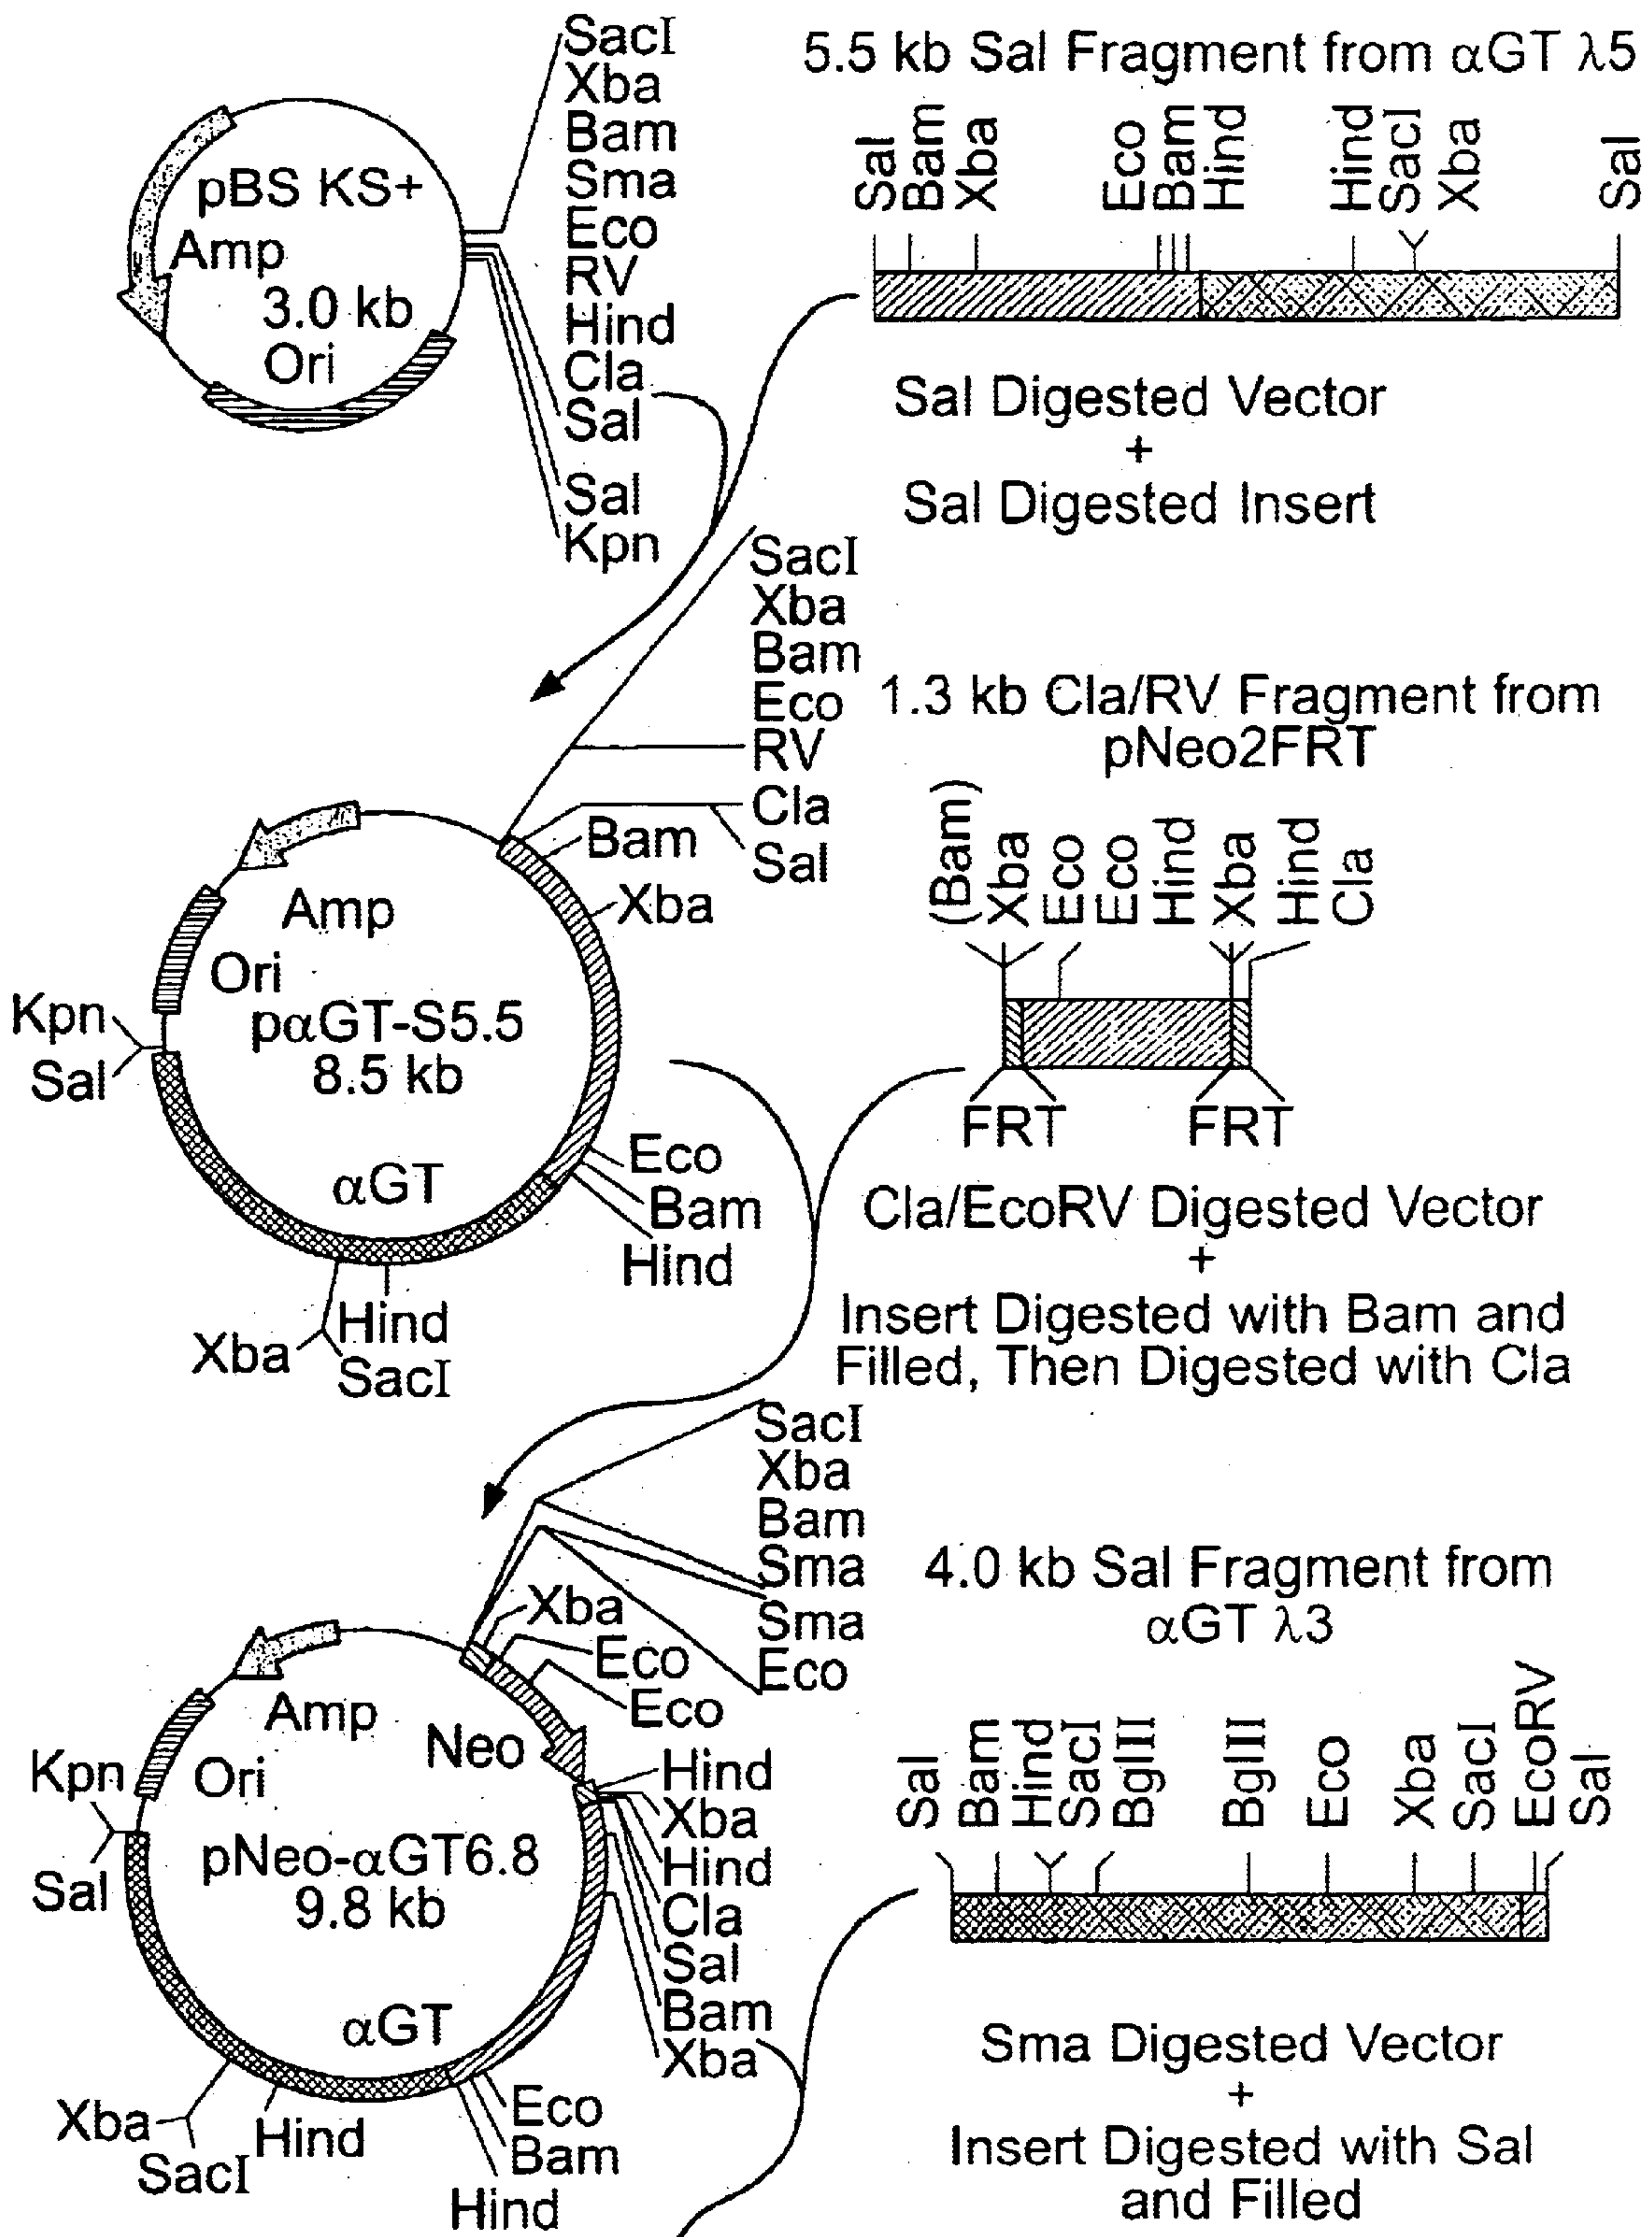 SacI
Xba
Bam
Sma
Eco
RV
Hind
Cla
Sal
Sal
Kpn
pBS KS+
Amp
3.0 kb
Ori
5.5 kb Sal Fragment from αGT λ5
Sal
Bam
Xba
Eco
Bam
Hind
Hind
SacI
Xba
Sal
Sal Digested Vector
+
Sal Digested Insert
SacI
Xba
Bam
Eco
RV
Cla
Sal
Bam
Xba
Amp
Ori
Kpn
Sal
pαGT-S5.5
8.5 kb
αGT
Eco
Bam
Hind
Hind
Xba
SacI
1.3 kb Cla/RV Fragment from
pNeo2FRT
(Bam)
Xba
Eco
Eco
Hind
Xba
Hind
Cla
FRT
FRT
Cla/EcoRV Digested Vector
+
Insert Digested with Bam and
Filled, Then Digested with Cla
SacI
Xba
Bam
Sma
Sma
Eco
Xba
Eco
Eco
Amp
Neo
Ori
Kpn
Sal
pNeo-αGT6.8
9.8 kb
Hind
Xba
Hind
Cla
Sal
Bam
Xba
αGT
Eco
Bam
Hind
Hind
Xba
SacI
4.0 kb Sal Fragment from
αGT λ3
Sal
Bam
Hind
SacI
BglII
BglII
Eco
Xba
SacI
EcoRV
Sal
Sma Digested Vector
+
Insert Digested with Sal
and Filled